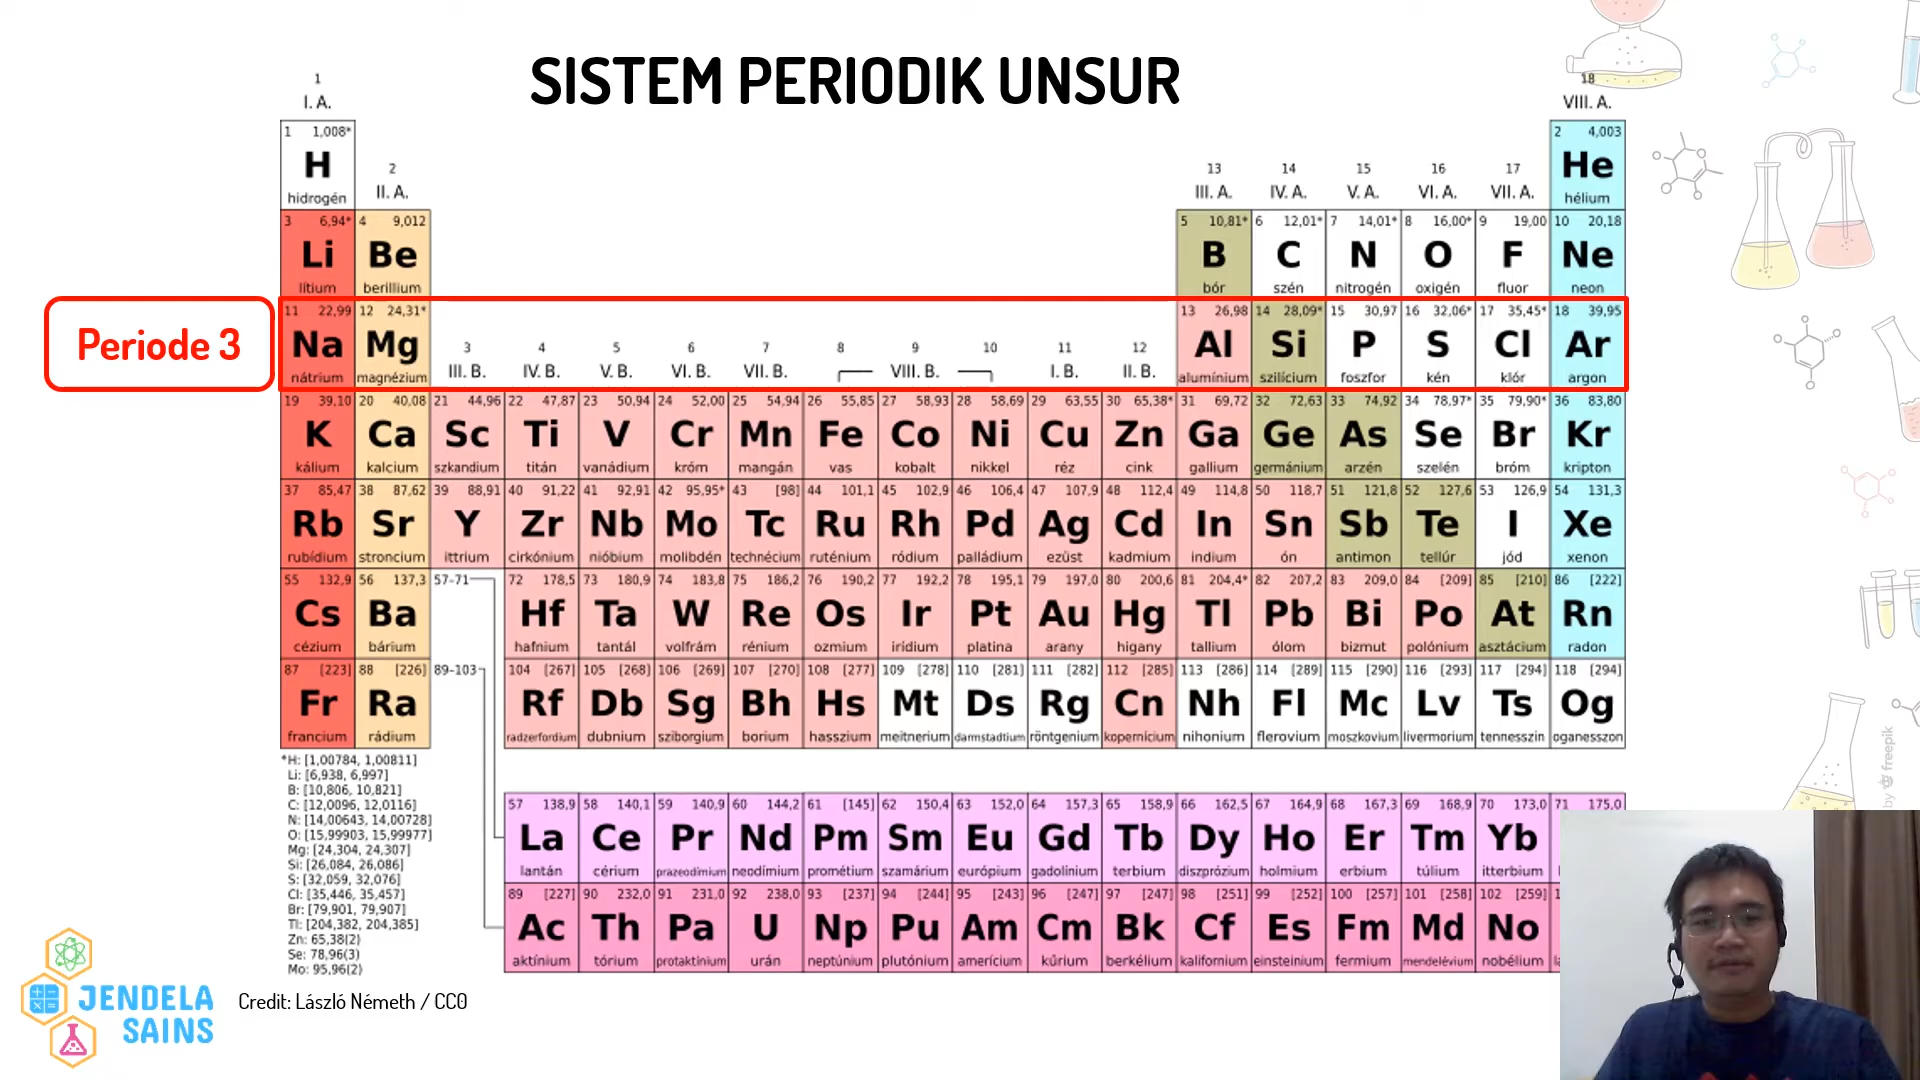 SISTEM PERIODIK UNSUR
1
18
I. A.
VIII. A.
1 1,008* 2 4,003
H He
hidrogén hélium
2 13 14 15 16 17
II. A. III. A. IV. A. V. A. VI. A. VII. A.
3 6,94* 4 9,012 5 10,81* 6 12,01* 7 14,01* 8 16,00* 9 19,00 10 20,18
Li Be B C N O F Ne
lítium berillium bór szén nitrogén oxigén fluor neon
Periode 3
11 22,99 12 24,31* 13 26,98 14 28,09* 15 30,97 16 32,06* 17 35,45* 18 39,95
Na Mg Al Si P S Cl Ar
nátrium magnézium alumínium szilícium foszfor kén klór argon
3 4 5 6 7 8 9 10 11 12
III. B. IV. B. V. B. VI. B. VII. B. VIII. B. I. B. II. B.
19 39,10 20 40,08 21 44,96 22 47,87 23 50,94 24 52,00 25 54,94 26 55,85 27 58,93 28 58,69 29 63,55 30 65,38* 31 69,72 32 72,63 33 74,92 34 78,97* 35 79,90* 36 83,80
K Ca Sc Ti V Cr Mn Fe Co Ni Cu Zn Ga Ge As Se Br Kr
kálium kalcium szkandium titán vanádium króm mangán vas kobalt nikkel réz cink gallium germánium arzén szelén bróm kripton
37 85,47 38 87,62 39 88,91 40 91,22 41 92,91 42 95,95* 43 [98] 44 101,1 45 102,9 46 106,4 47 107,9 48 112,4 49 114,8 50 118,7 51 121,8 52 127,6 53 126,9 54 131,3
Rb Sr Y Zr Nb Mo Tc Ru Rh Pd Ag Cd In Sn Sb Te I Xe
rubídium stroncium ittrium cirkónium nióbium molibdén technécium ruténium ródium palládium ezüst kadmium indium ón antimon tellúr jód xenon
55 132,9 56 137,3 57-71 72 178,5 73 180,9 74 183,8 75 186,2 76 190,2 77 192,2 78 195,1 79 197,0 80 200,6 81 204,4* 82 207,2 83 209,0 84 [209] 85 [210] 86 [222]
Cs Ba Hf Ta W Re Os Ir Pt Au Hg Tl Pb Bi Po At Rn
cézium bárium hafnium tantál volfrám rénium ozmium irídium platina arany higany tallium ólom bizmut polónium asztácium radon
87 [223] 88 [226] 89-103 104 [267] 105 [268] 106 [269] 107 [270] 108 [277] 109 [278] 110 [281] 111 [282] 112 [285] 113 [286] 114 [289] 115 [290] 116 [293] 117 [294] 118 [294]
Fr Ra Rf Db Sg Bh Hs Mt Ds Rg Cn Nh Fl Mc Lv Ts Og
francium rádium radzerfordium dubnium sziborgium borium hasszium meitnerium darmstadtium röntgenium kopernícium nihonium flerovium moszkovium livermorium tennesszin oganesszon
*H: [1,00784, 1,00811]
Li: [6,938, 6,997]
B: [10,806, 10,821]
C: [12,0096, 12,0116]
N: [14,00643, 14,00728]
O: [15,99903, 15,99977]
Mg: [24,304, 24,307]
Si: [26,084, 26,086]
S: [32,059, 32,076]
Cl: [35,446, 35,457]
Br: [79,901, 79,907]
Tl: [204,382, 204,385]
Zn: 65,38(2)
Se: 78,96(3)
Mo: 95,96(2)
57 138,9 58 140,1 59 140,9 60 144,2 61 [145] 62 150,4 63 152,0 64 157,3 65 158,9 66 162,5 67 164,9 68 167,3 69 168,9 70 173,0 71 175,0
La Ce Pr Nd Pm Sm Eu Gd Tb Dy Ho Er Tm Yb
lantán cérium prazeodímium neodímium prométium szamárium európium gadolínium terbium diszprózium holmium erbium túlium itterbium
89 [227] 90 232,0 91 231,0 92 238,0 93 [237] 94 [244] 95 [243] 96 [247] 97 [247] 98 [251] 99 [252] 100 [257] 101 [258] 102 [259]
Ac Th Pa U Np Pu Am Cm Bk Cf Es Fm Md No
aktínium tórium protaktínium urán neptúnium plutónium amerícium kűrium berkélium kalifornium einsteinium fermium mendelévium nobélium
JENDELA
SAINS
Credit: László Németh / CC0
by freepik